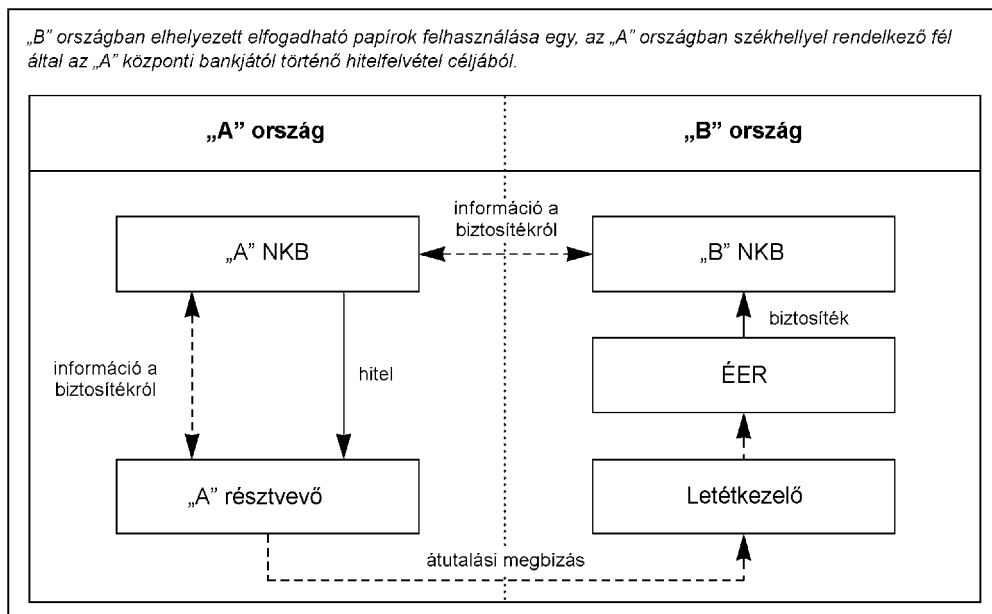 „B” országban elhelyezett elfogadható papírok felhasználása egy, az „A” országban székhellyel rendelkező fél
által az „A” központi bankjától történő hitelfelvétel céljából.
„A” ország
„B” ország
információ a
biztosítékról
„A” NKB
„B” NKB
biztosíték
információ a
biztosítékról
hitel
ÉER
„A” résztvevő
Letétkezelő
átutalási megbízás